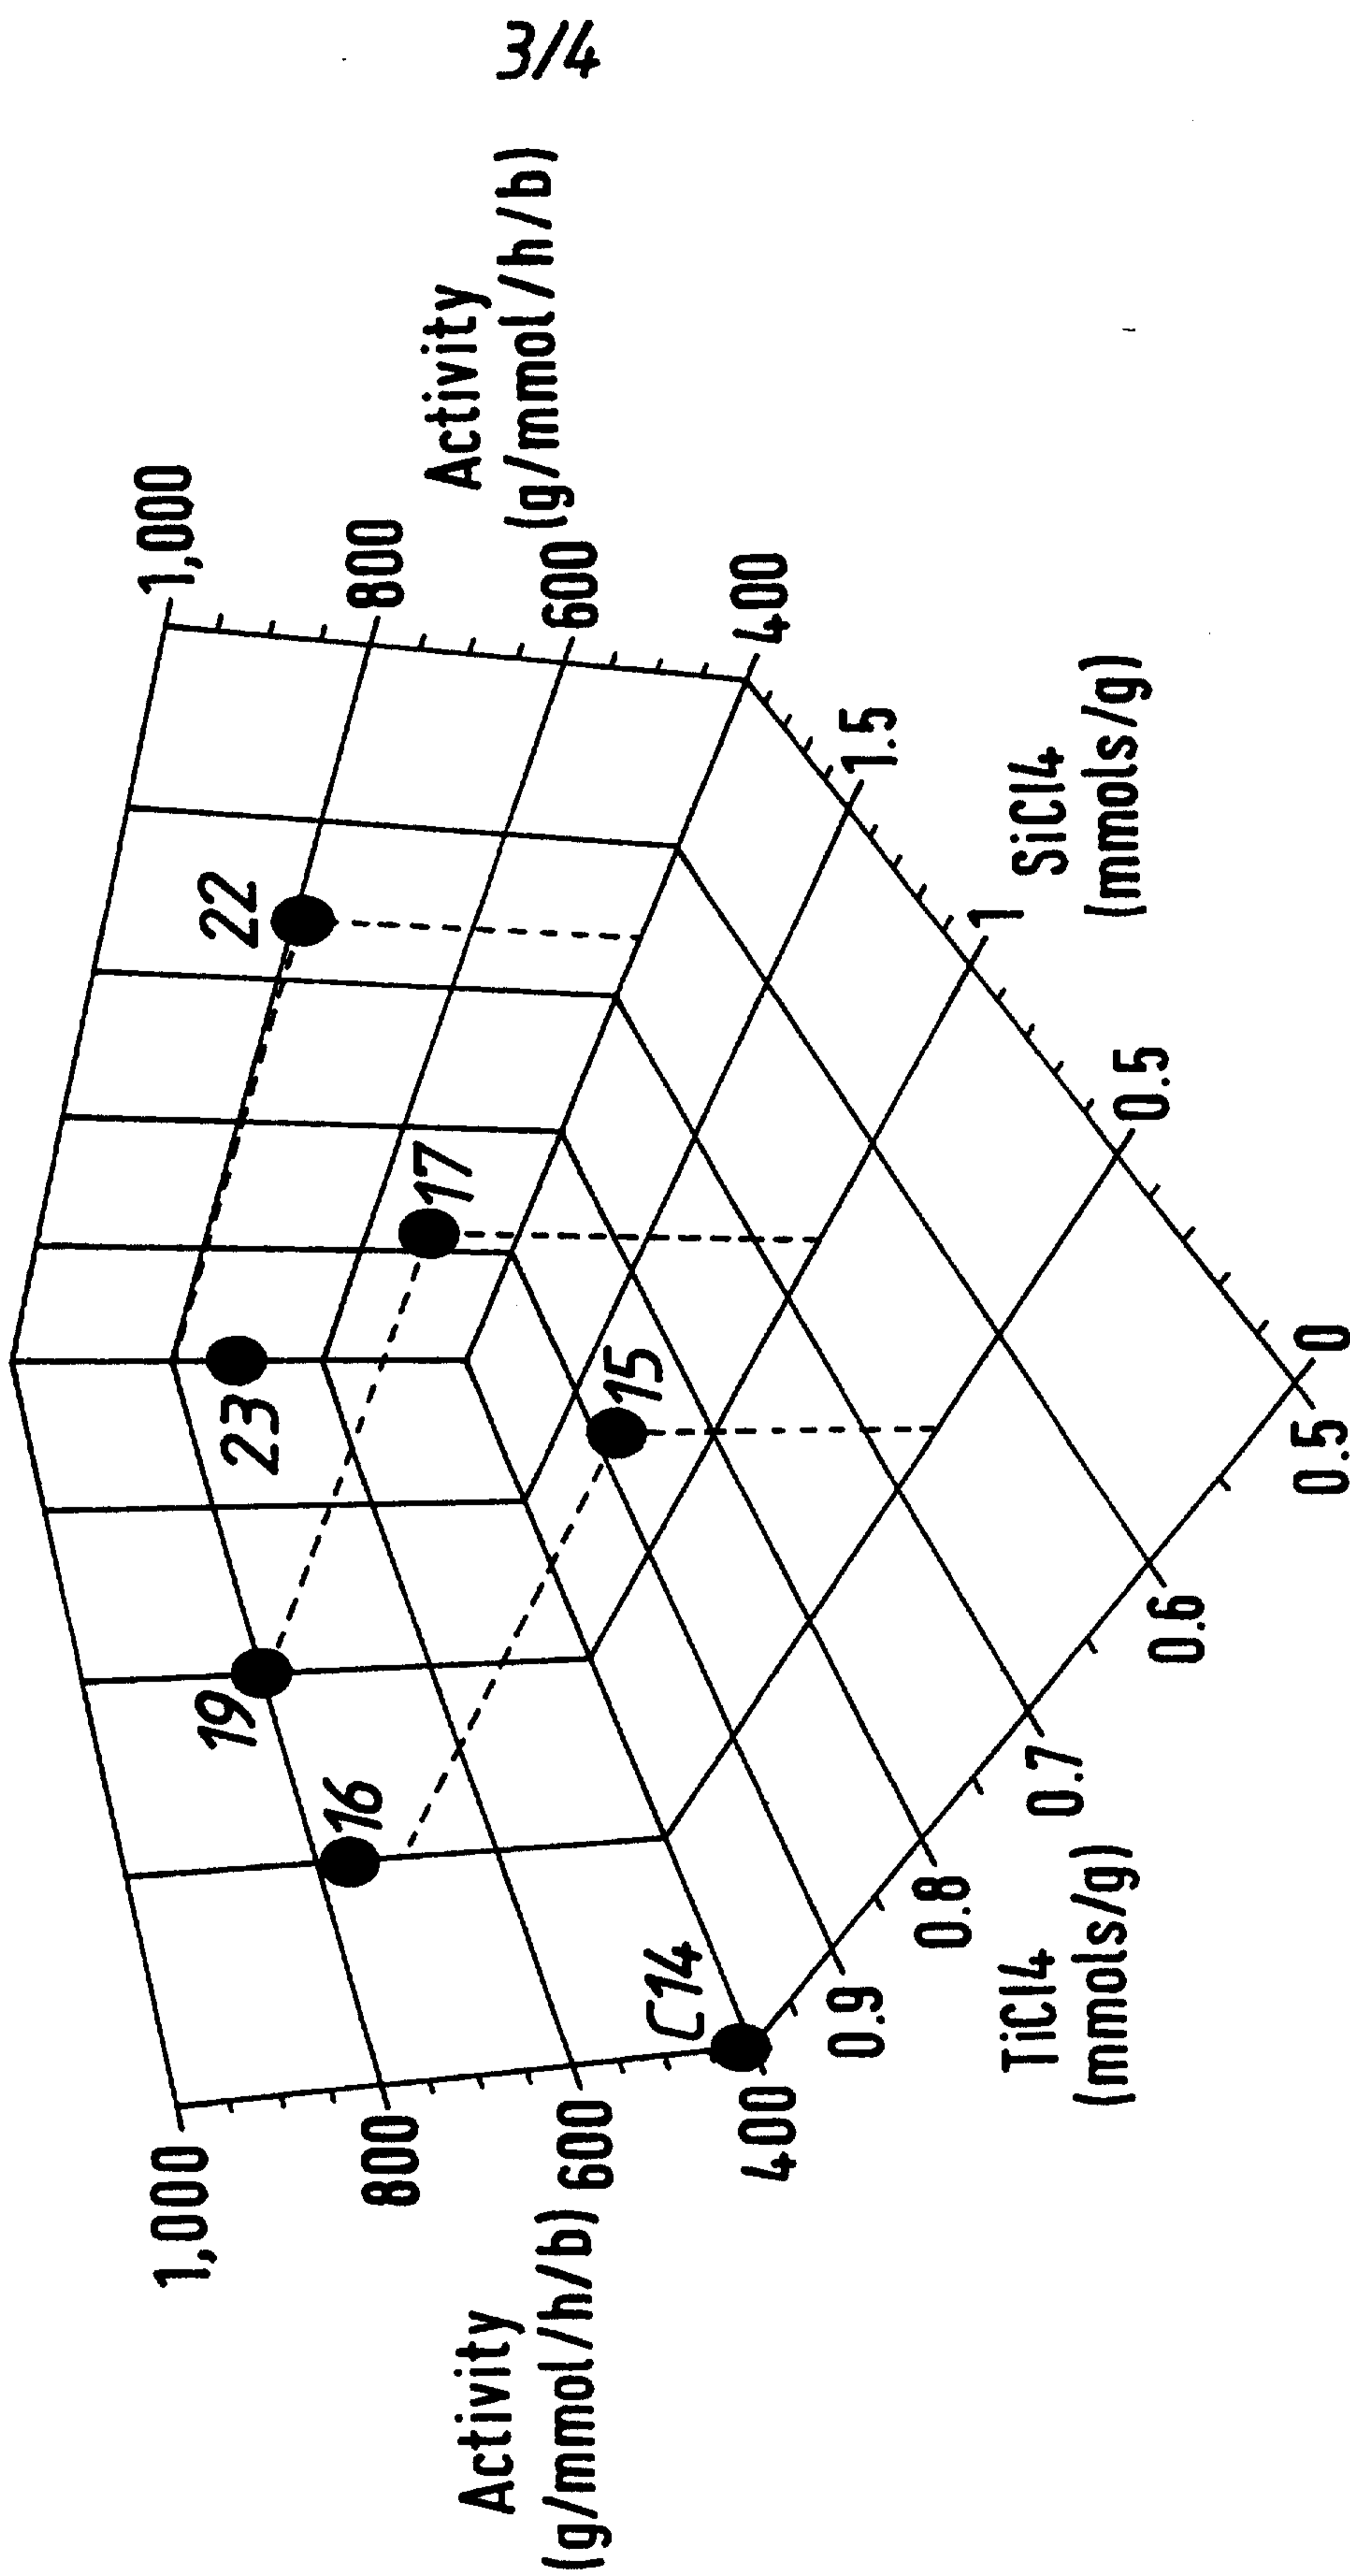 3/4
Activity
(g/mmol/h/b)
1,000
800
600
400
Activity
(g/mmol/h/b)
1,000
800
600
400
22
17
23
15
19
16
C14
SiCl4
(mmols/g)
1.5
1
0.5
0
TiCl4
(mmols/g)
0.9
0.8
0.7
0.6
0.5